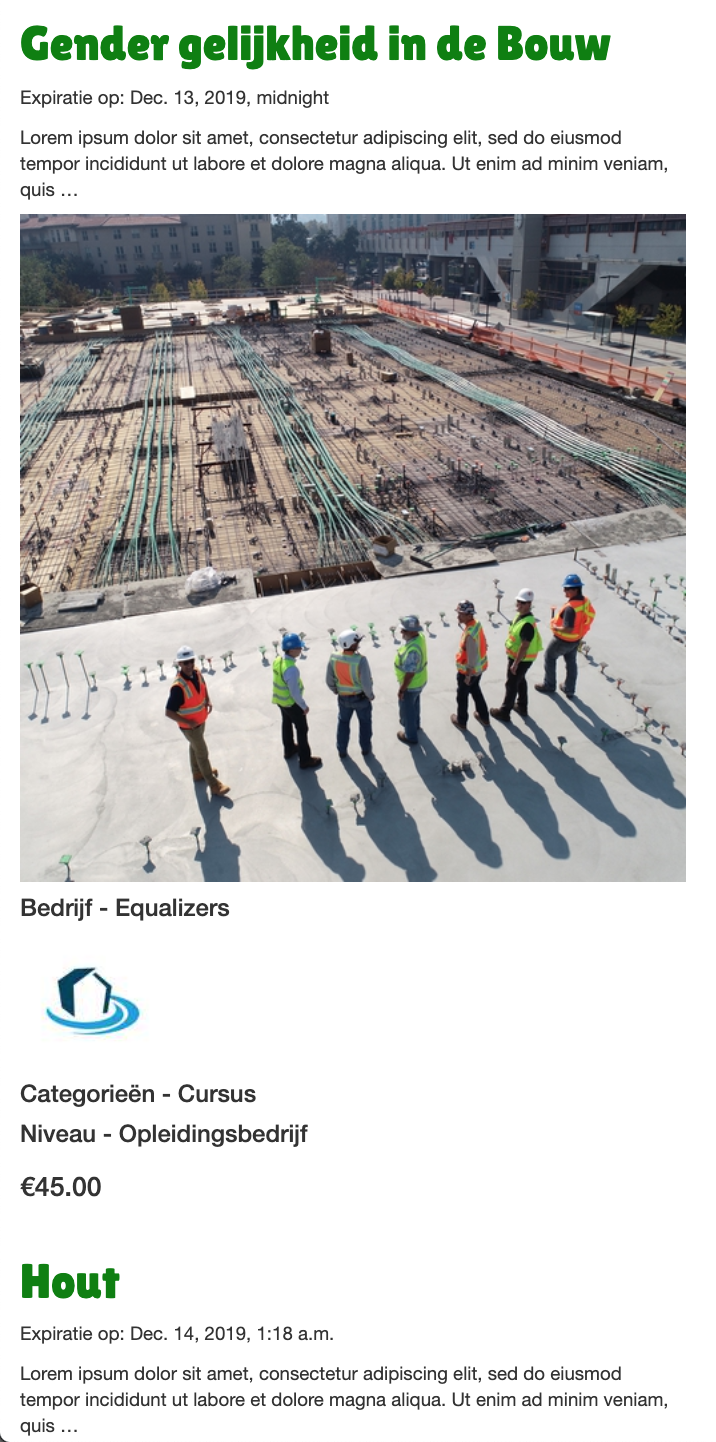 Gender gelijkheid in de Bouw
Expiratie op: Dec. 13, 2019, midnight
Lorem ipsum dolor sit amet, consectetur adipiscing elit, sed do eiusmod
tempor incididunt ut labore et dolore magna aliqua. Ut enim ad minim veniam,
quis …
Bedrijf - Equalizers
Categorieën - Cursus
Niveau - Opleidingsbedrijf
€45.00
Hout
Expiratie op: Dec. 14, 2019, 1:18 a.m.
Lorem ipsum dolor sit amet, consectetur adipiscing elit, sed do eiusmod
tempor incididunt ut labore et dolore magna aliqua. Ut enim ad minim veniam,
quis …